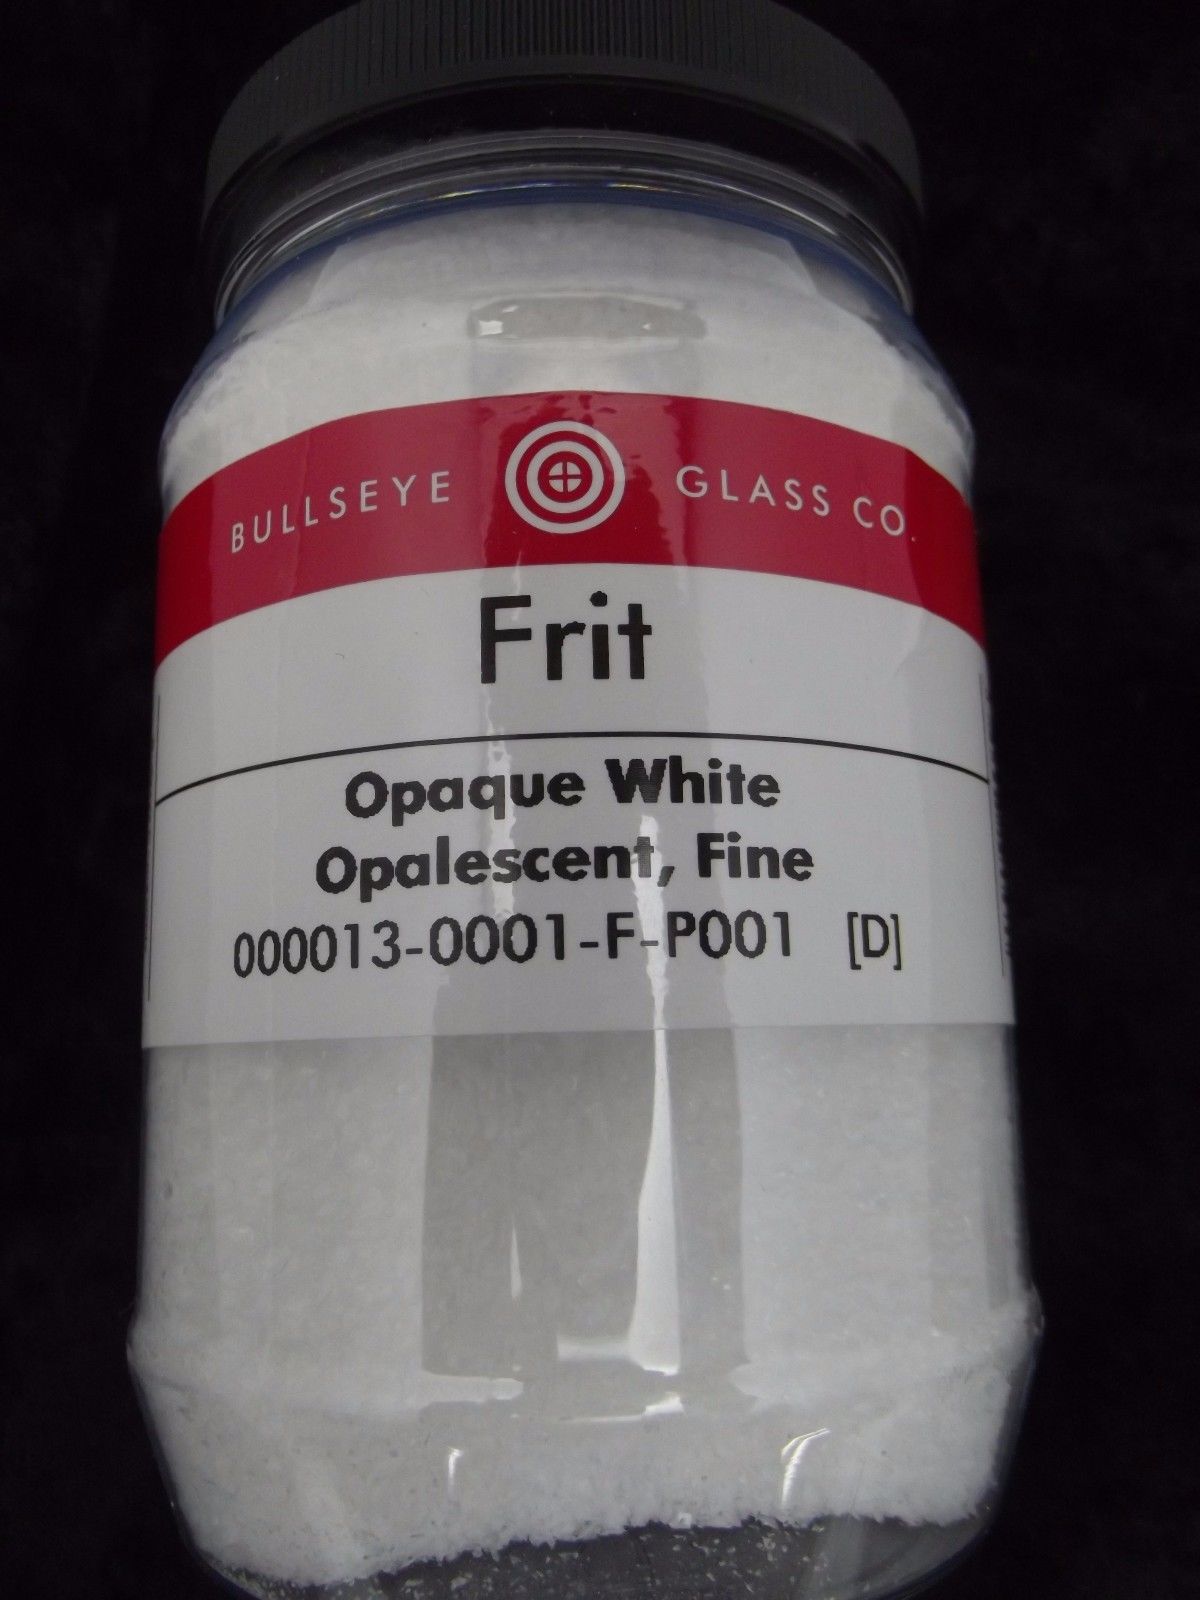 BULLSEYE GLASS CO.
Frit
Opaque White
Opalescent, Fine
000013-0001-F-P001 [D]